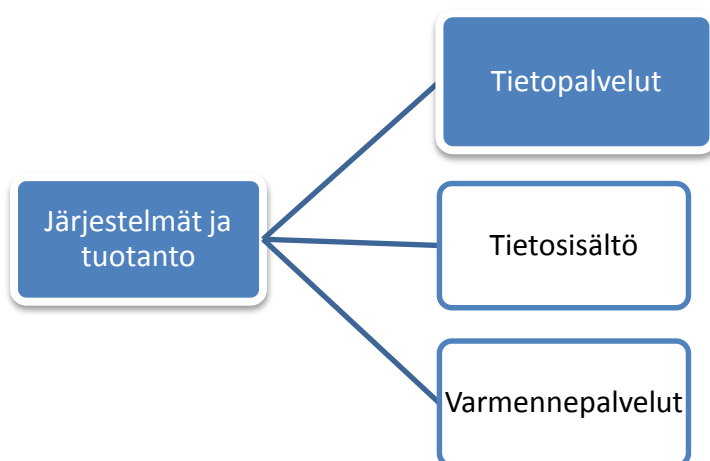 Tietopalvelut
Järjestelmät ja
tuotanto
Tietosisältö
Varmennepalvelut